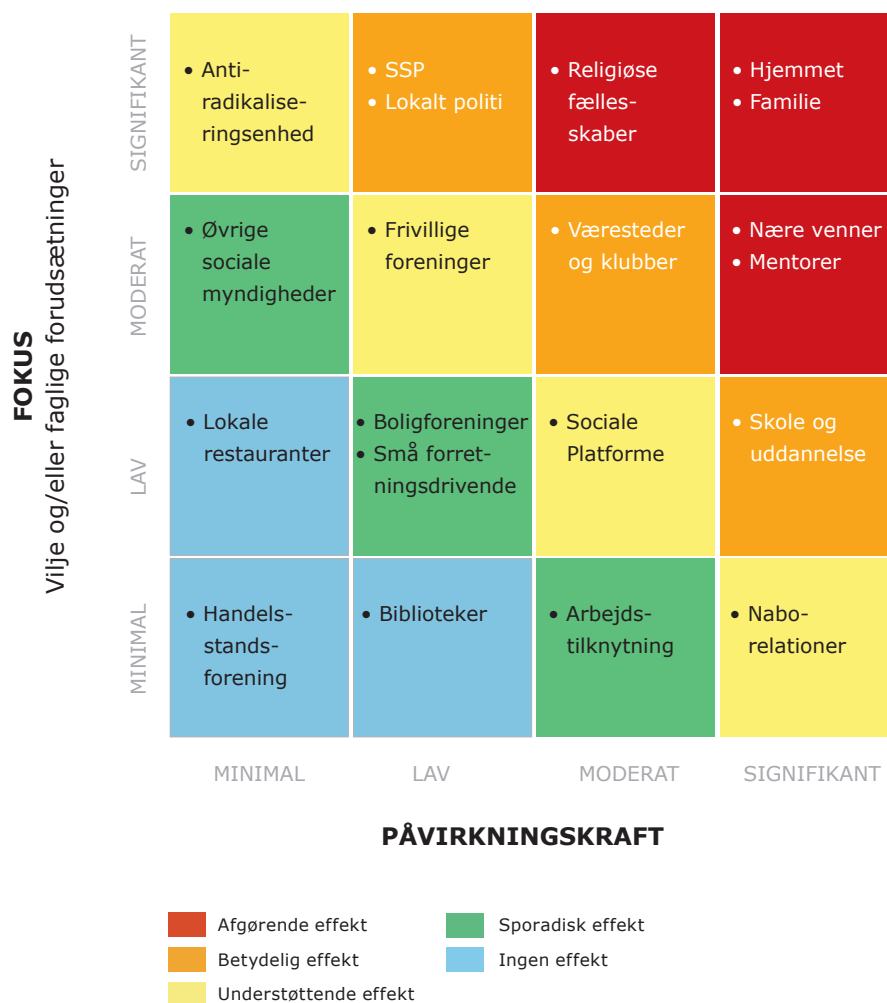 FOKUS
Vilje og/eller faglige forudsætninger
SIGNIFIKANT
• Anti-
radikalise-
ringsenhed
• SSP
• Lokalt politi
• Religiøse
fælles-
skaber
• Hjemmet
• Familie
MODERAT
• Øvrige
sociale
myndigheder
• Frivillige
foreninger
• Væresteder
og klubber
• Nære venner
• Mentorer
LAV
• Lokale
restauranter
• Boligforeninger
• Små forret-
ningsdrivende
• Sociale
Platforme
• Skole og
uddannelse
MINIMAL
• Handels-
stands-
forening
• Biblioteker
• Arbejds-
tilknytning
• Nabo-
relationer
MINIMAL
LAV
MODERAT
SIGNIFIKANT
PÅVIRKNINGSKRAFT
Afgørende effekt
Betydelig effekt
Understøttende effekt
Sporadisk effekt
Ingen effekt